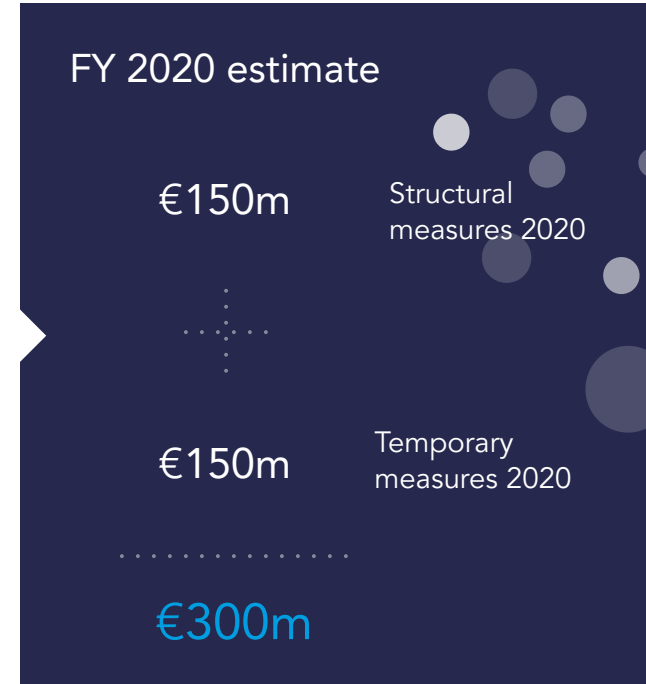 FY 2020 estimate
€150m
Structural
measures 2020
€150m
Temporary
measures 2020
€300m